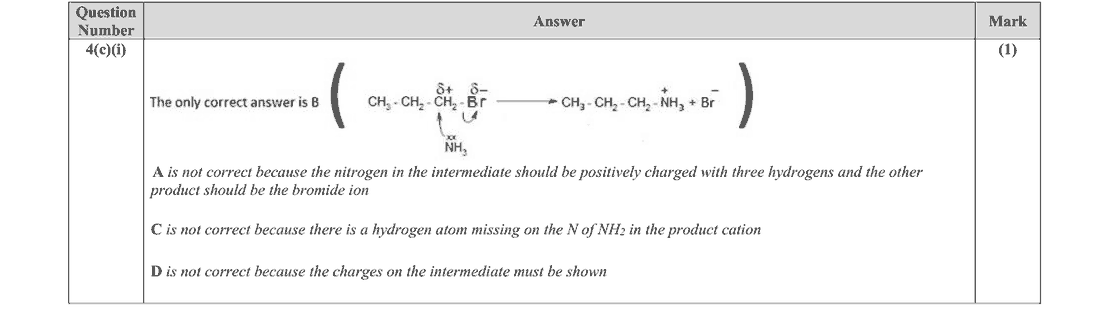 Question Number Answer Mark
4(c)(i) (1)
δ+ δ− + −
The only correct answer is B ( CH₃ - CH₂ - CH₂ - Br ⟶ CH₃ - CH₂ - CH₂ - NH₃ + Br )
xx
NH₃
A is not correct because the nitrogen in the intermediate should be positively charged with three hydrogens and the other
product should be the bromide ion
C is not correct because there is a hydrogen atom missing on the N of NH₂ in the product cation
D is not correct because the charges on the intermediate must be shown